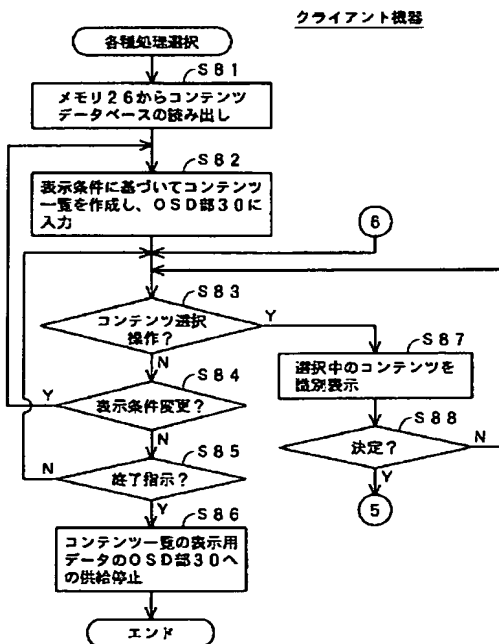 クライアント機器
各種処理選択
S81
メモリ26からコンテンツ
データベースの読み出し
S82
表示条件に基づいてコンテンツ
一覧を作成し、OSD部30に
入力
6
S83
コンテンツ選択
操作?
Y
N
S87
選択中のコンテンツを
識別表示
S84
表示条件変更?
Y
N
S88
決定?
N
Y
5
S85
終了指示?
N
Y
S86
コンテンツ一覧の表示用
データのOSD部30へ
の供給停止
エンド